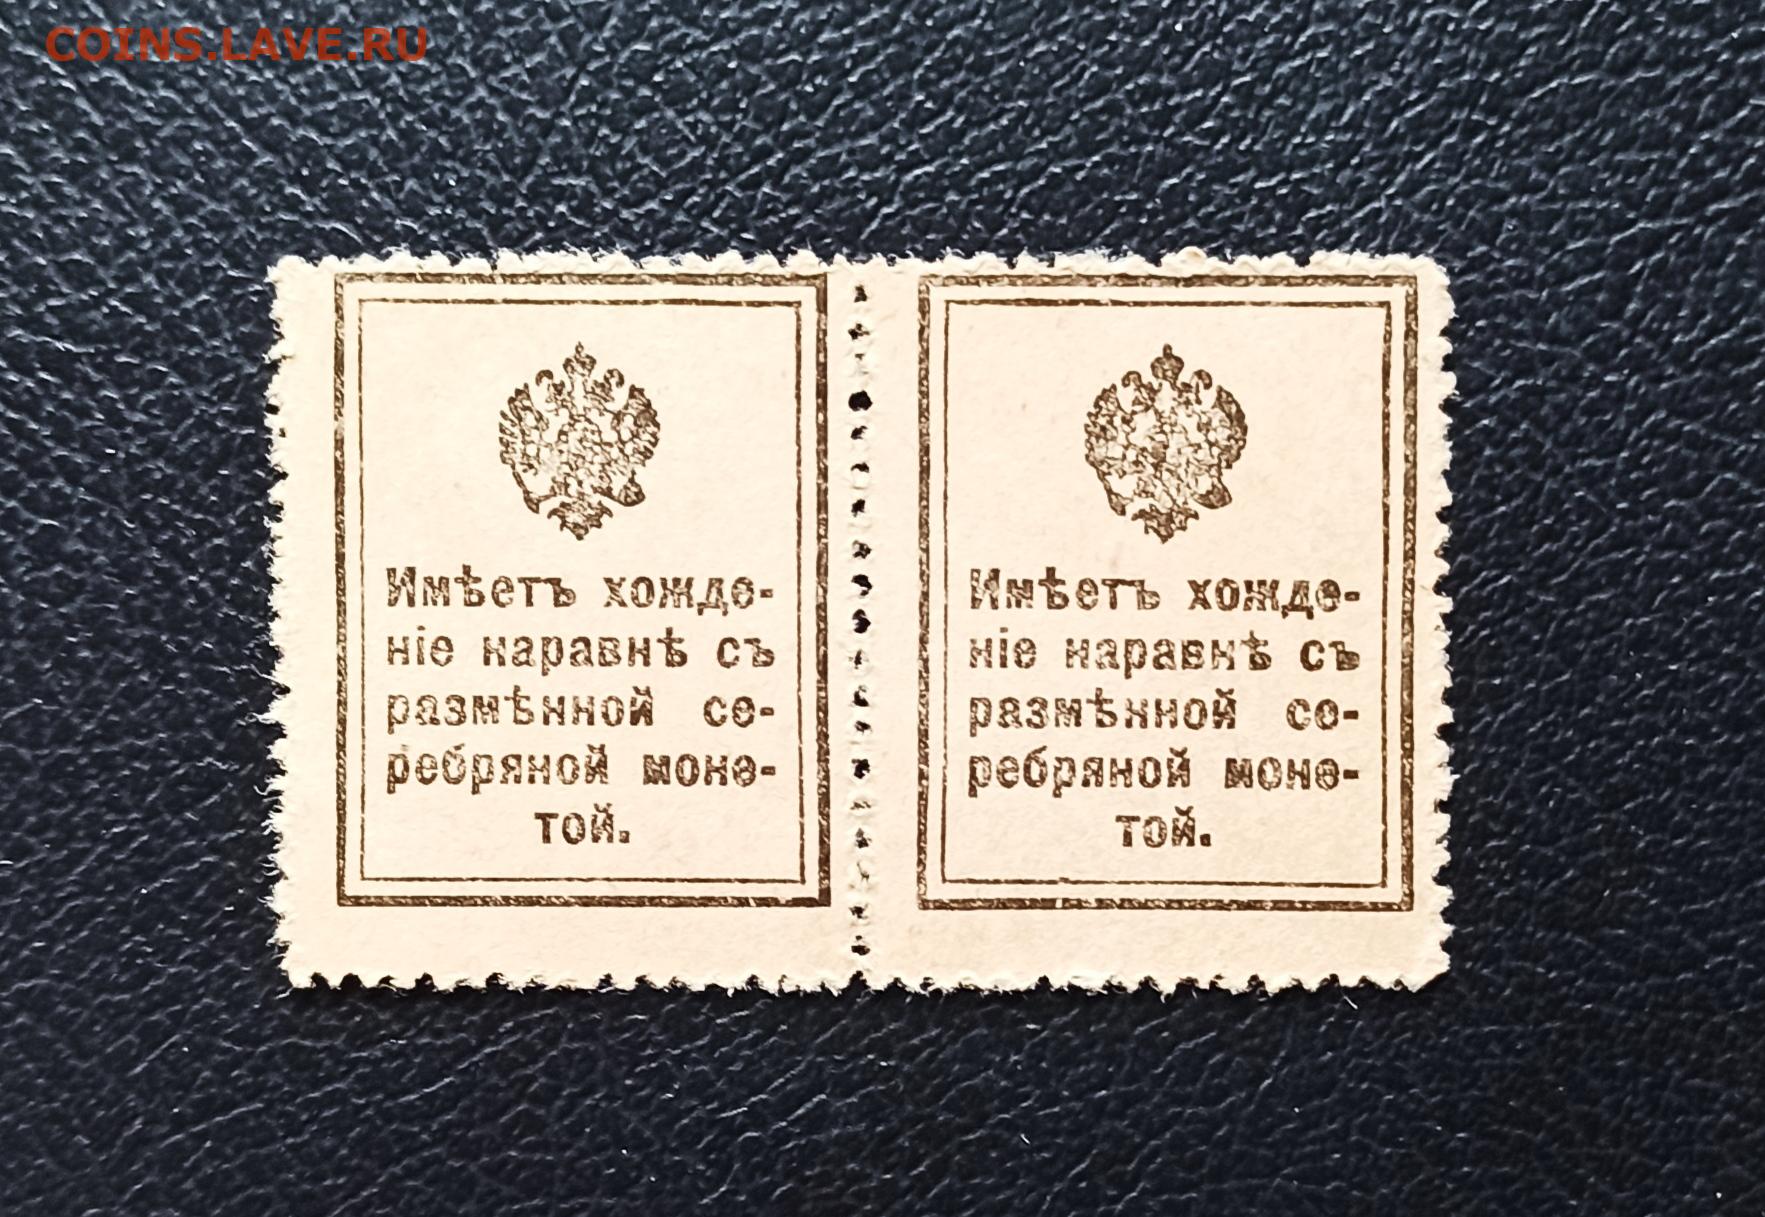 COINS.LAVE.RU
Имѣетъ хожде-
ніе наравнѣ съ
размѣнной се-
ребряной моне-
той.
Имѣетъ хожде-
ніе наравнѣ съ
размѣнной се-
ребряной моне-
той.